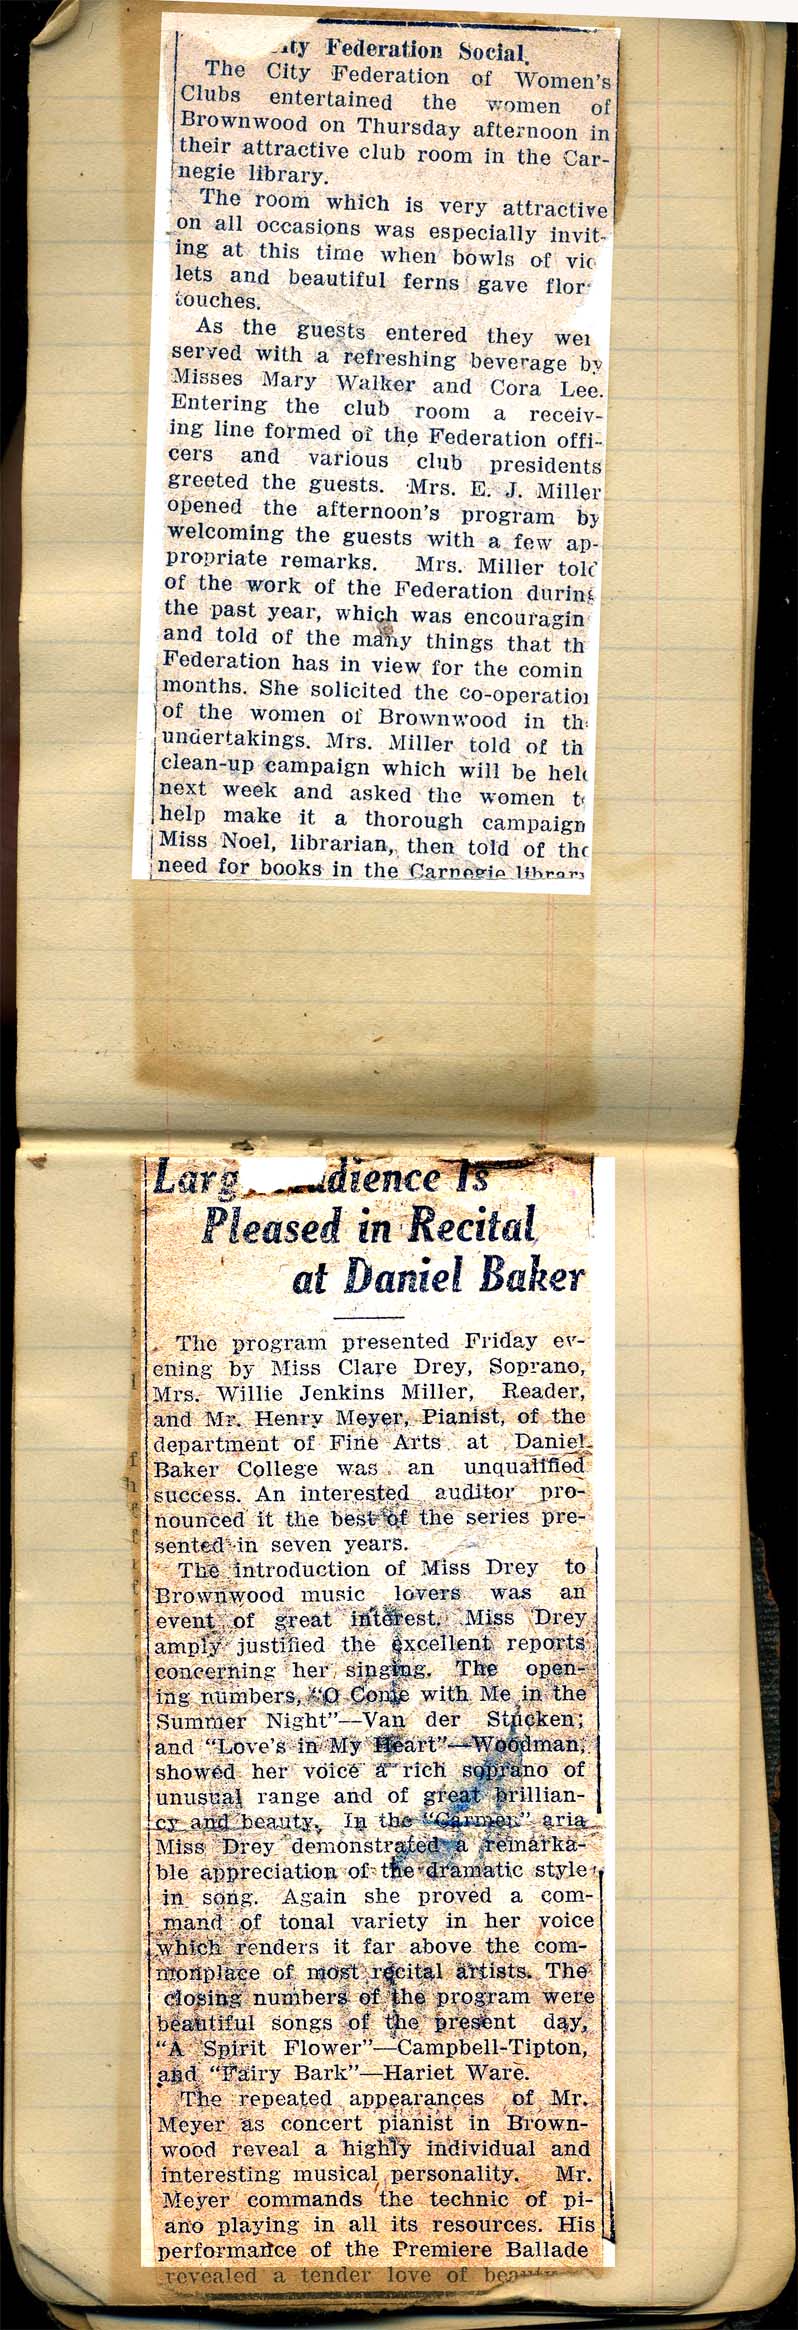 ity Federation Social.
The City Federation of Women's
Clubs entertained the women of
Brownwood on Thursday afternoon in
their attractive club room in the Car-
negie library.
The room which is very attractive
on all occasions was especially invit-
ing at this time when bowls of vio
lets and beautiful ferns gave flor
touches.
As the guests entered they wer
served with a refreshing beverage by
Misses Mary Walker and Cora Lee.
Entering the club room a receiv-
ing line formed of the Federation offi-
cers and various club presidents
greeted the guests. Mrs. E. J. Miller
opened the afternoon's program by
welcoming the guests with a few ap-
propriate remarks. Mrs. Miller told
of the work of the Federation during
the past year, which was encouragin
and told of the many things that th
Federation has in view for the comin
months. She solicited the co-operation
of the women of Brownwood in th
undertakings. Mrs. Miller told of th
clean-up campaign which will be held
next week and asked the women to
help make it a thorough campaign
Miss Noel, librarian, then told of the
need for books in the Carnegie library
Larg dience Is
Pleased in Recital
at Daniel Baker
The program presented Friday ev-
ening by Miss Clare Drey, Soprano,
Mrs. Willie Jenkins Miller, Reader,
and Mr. Henry Meyer, Pianist, of the
department of Fine Arts at Daniel
Baker College was an unqualified
success. An interested auditor pro-
nounced it the best of the series pre-
sented in seven years.
The introduction of Miss Drey to
Brownwood music lovers was an
event of great interest. Miss Drey
amply justified the excellent reports
concerning her singing. The open-
ing numbers, "O Come with Me in the
Summer Night"—Van der Stucken;
and "Love's in My Heart"—Woodman,
showed her voice a rich soprano of
unusual range and of great brillian-
cy and beauty. In the "Carmen" aria
Miss Drey demonstrated a remarka-
ble appreciation of the dramatic style
in song. Again she proved a com-
mand of tonal variety in her voice
which renders it far above the com-
monplace of most recital artists. The
closing numbers of the program were
beautiful songs of the present day,
"A Spirit Flower"—Campbell-Tipton,
and "Fairy Bark"—Hariet Ware.
The repeated appearances of Mr.
Meyer as concert pianist in Brown-
wood reveal a highly individual and
interesting musical personality. Mr.
Meyer commands the technic of pi-
ano playing in all its resources. His
performance of the Premiere Ballade
revealed a tender love of beauty